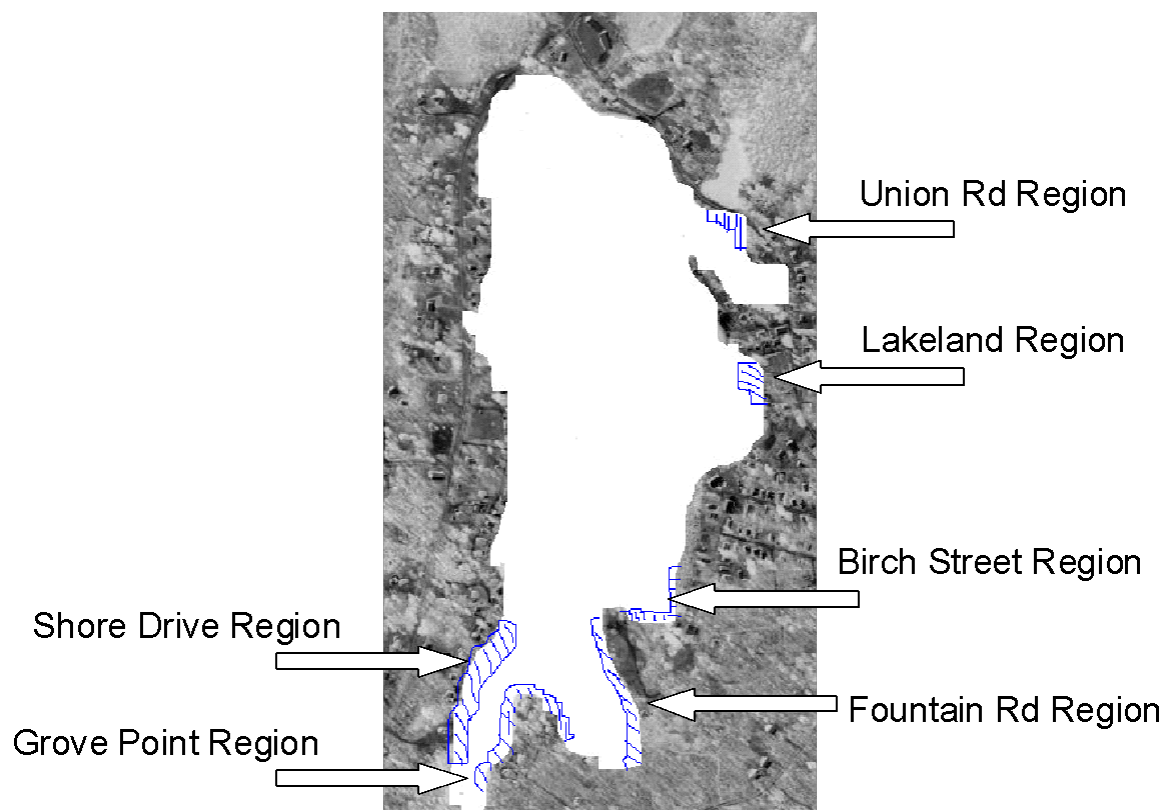 Union Rd Region
Lakeland Region
Birch Street Region
Shore Drive Region
Fountain Rd Region
Grove Point Region